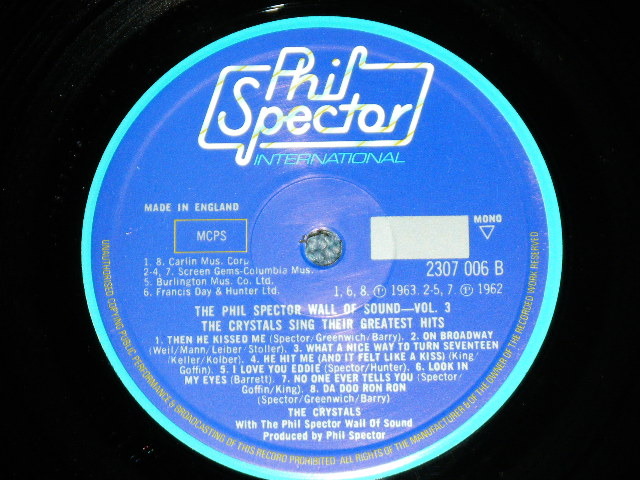 Phil
Spector
INTERNATIONAL
MADE IN ENGLAND
MCPS
MONO
2307 006 B
1, 8. Carlin Mus. Corp
2-4, 7. Screen Gems-Columbia Mus.
5. Burlington Mus. Co. Ltd.
6. Francis Day & Hunter Ltd.
1, 6, 8. Ⓟ 1963. 2-5, 7. Ⓟ 1962
THE PHIL SPECTOR WALL OF SOUND—VOL. 3
THE CRYSTALS SING THEIR GREATEST HITS
1. THEN HE KISSED ME (Spector/Greenwich/Barry). 2. ON BROADWAY
(Weil/Mann/Leiber/Stoller). 3. WHAT A NICE WAY TO TURN SEVENTEEN
(Keller/Kolber). 4. HE HIT ME (AND IT FELT LIKE A KISS) (King/
Goffin). 5. I LOVE YOU EDDIE (Spector/Hunter). 6. LOOK IN
MY EYES (Barrett). 7. NO ONE EVER TELLS YOU (Spector/
Goffin/King). 8. DA DOO RON RON
(Spector/Greenwich/Barry)
THE CRYSTALS
With The Phil Spector Wall Of Sound
Produced by Phil Spector
UNAUTHORISED COPYING PUBLIC PERFORMANCE & BROADCASTING OF THIS RECORD PROHIBITED. ALL RIGHTS OF THE MANUFACTURER & OF THE OWNER OF THE RECORDED WORK RESERVED